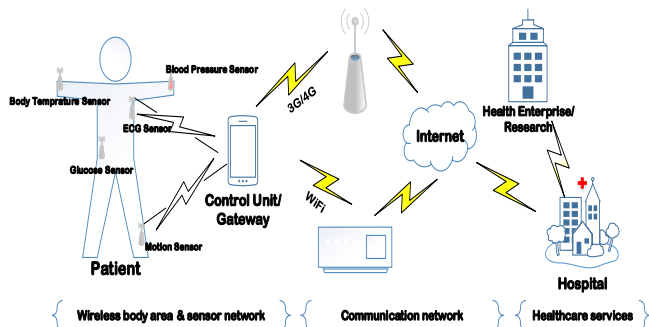 Blood Pressure Sensor
Body Temprature Sensor
ECG Sensor
Glucose Sensor
Motion Sensor
Patient
Control Unit/
Gateway
3G/4G
WiFi
Internet
Health Enterprise/
Research
Hospital
Wireless body area & sensor network
Communication network
Healthcare services